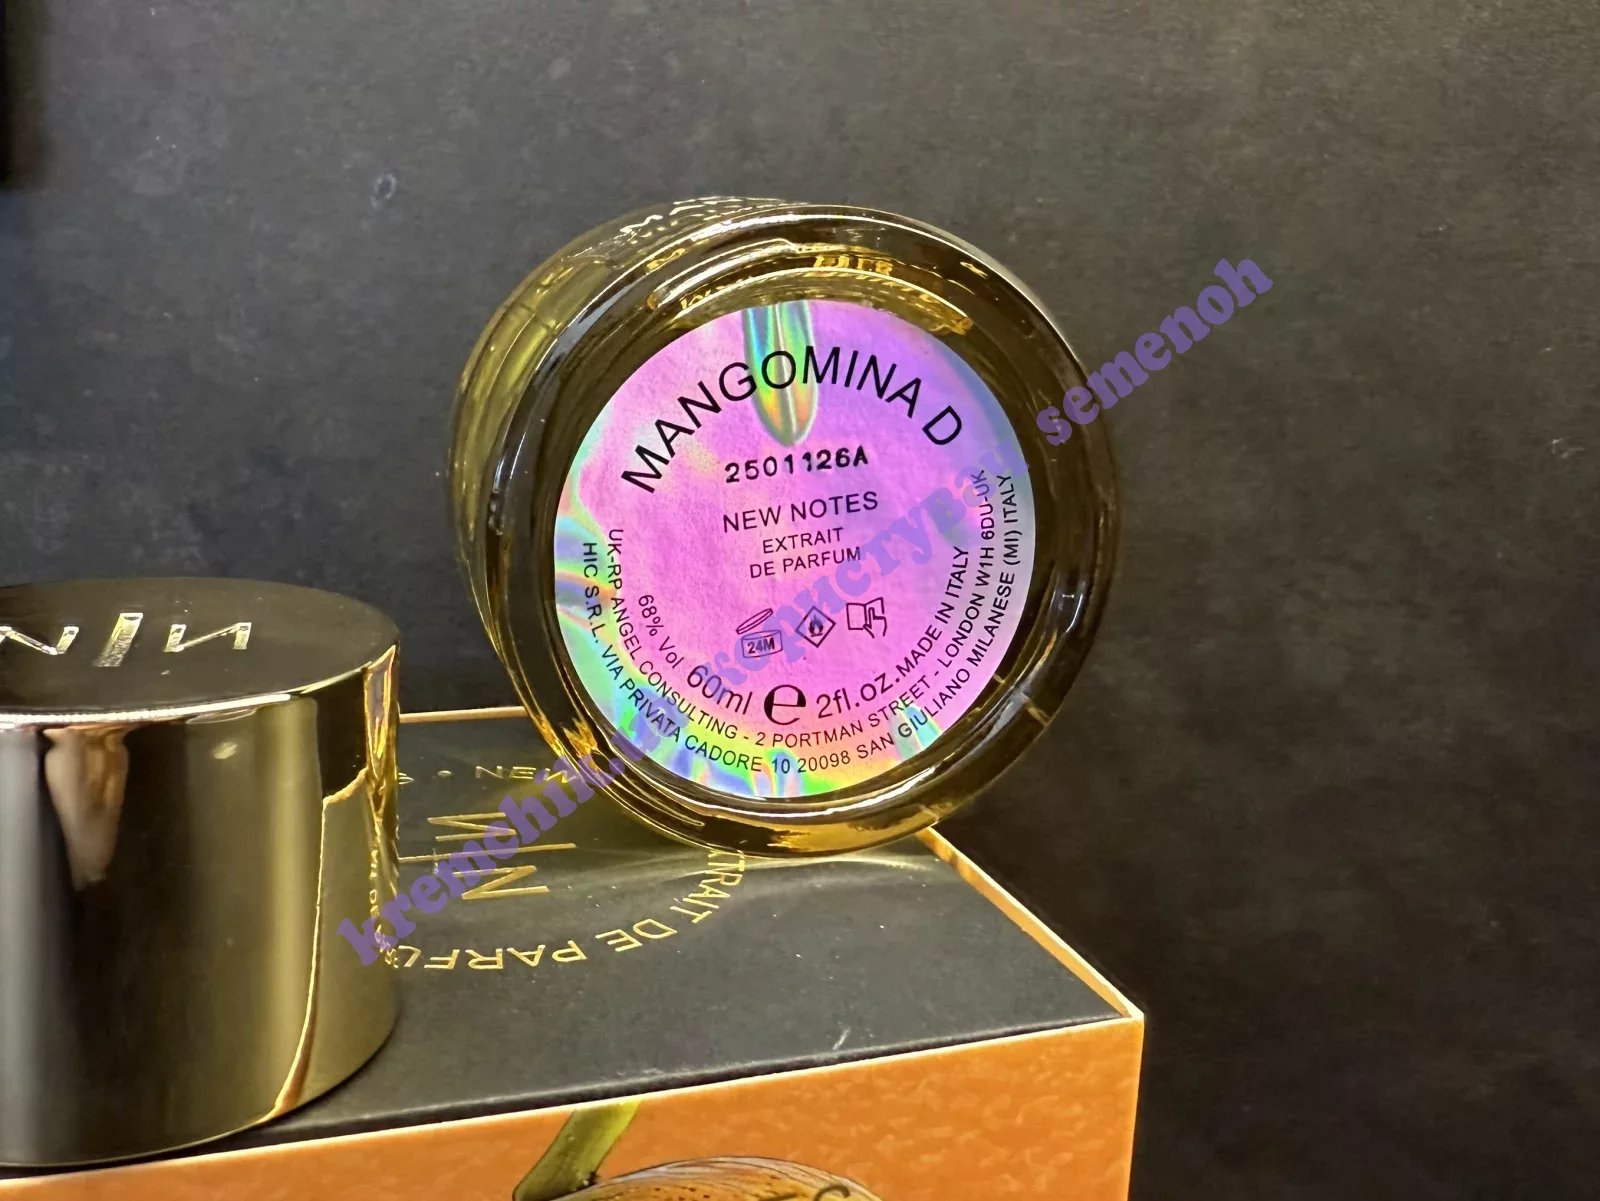 MANGOMINA D
2501126A
NEW NOTES
EXTRAIT
DE PARFUM
24M
68% Vol 60ml e 2fl.oz. MADE IN ITALY
UK-RP ANGEL CONSULTING - 2 PORTMAN STREET - LONDON W1H 6DU-UK
HIC S.R.L. VIA PRIVATA CADORE 10 20098 SAN GIULIANO MILANESE (MI) ITALY
EXTRAIT DE PARFU
semenoh